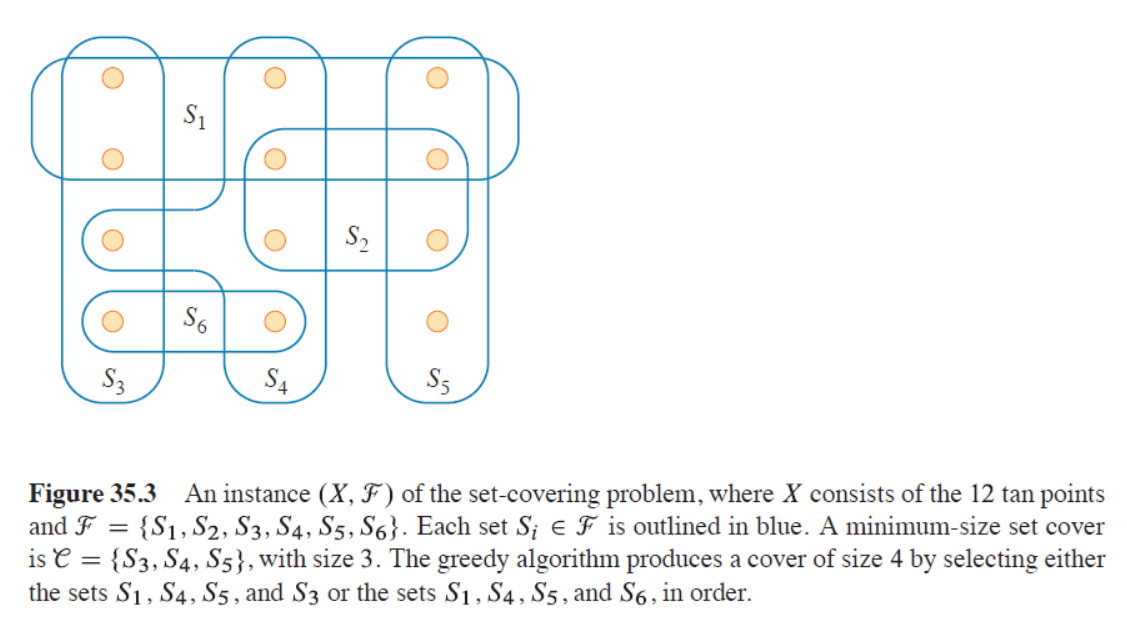 S₁
S₂
S₆
S₃ S₄ S₅
Figure 35.3 An instance (X, ℱ) of the set-covering problem, where X consists of the 12 tan points
and ℱ = {S₁, S₂, S₃, S₄, S₅, S₆}. Each set Sᵢ ∈ ℱ is outlined in blue. A minimum-size set cover
is 𝒞 = {S₃, S₄, S₅}, with size 3. The greedy algorithm produces a cover of size 4 by selecting either
the sets S₁, S₄, S₅, and S₃ or the sets S₁, S₄, S₅, and S₆, in order.